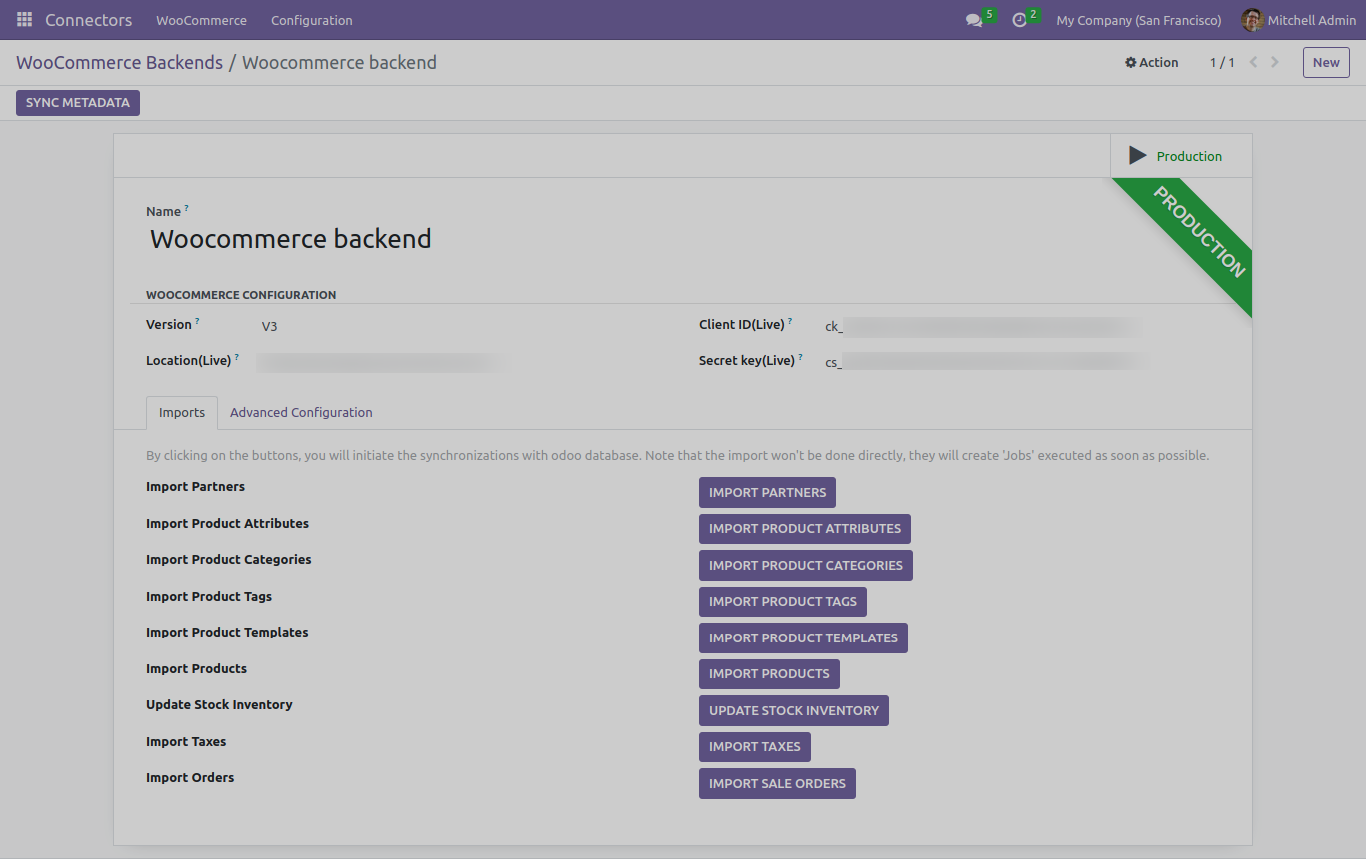 Connectors WooCommerce Configuration 5 2 My Company (San Francisco) Mitchell Admin
WooCommerce Backends / Woocommerce backend Action 1 / 1 New
SYNC METADATA
Production
PRODUCTION
Name ?
Woocommerce backend
WOOCOMMERCE CONFIGURATION
Version ? V3 Client ID(Live) ? ck_
Location(Live) ? Secret key(Live) ? cs_
Imports Advanced Configuration
By clicking on the buttons, you will initiate the synchronizations with odoo database. Note that the import won't be done directly, they will create 'Jobs' executed as soon as possible.
Import Partners IMPORT PARTNERS
Import Product Attributes IMPORT PRODUCT ATTRIBUTES
Import Product Categories IMPORT PRODUCT CATEGORIES
Import Product Tags IMPORT PRODUCT TAGS
Import Product Templates IMPORT PRODUCT TEMPLATES
Import Products IMPORT PRODUCTS
Update Stock Inventory UPDATE STOCK INVENTORY
Import Taxes IMPORT TAXES
Import Orders IMPORT SALE ORDERS